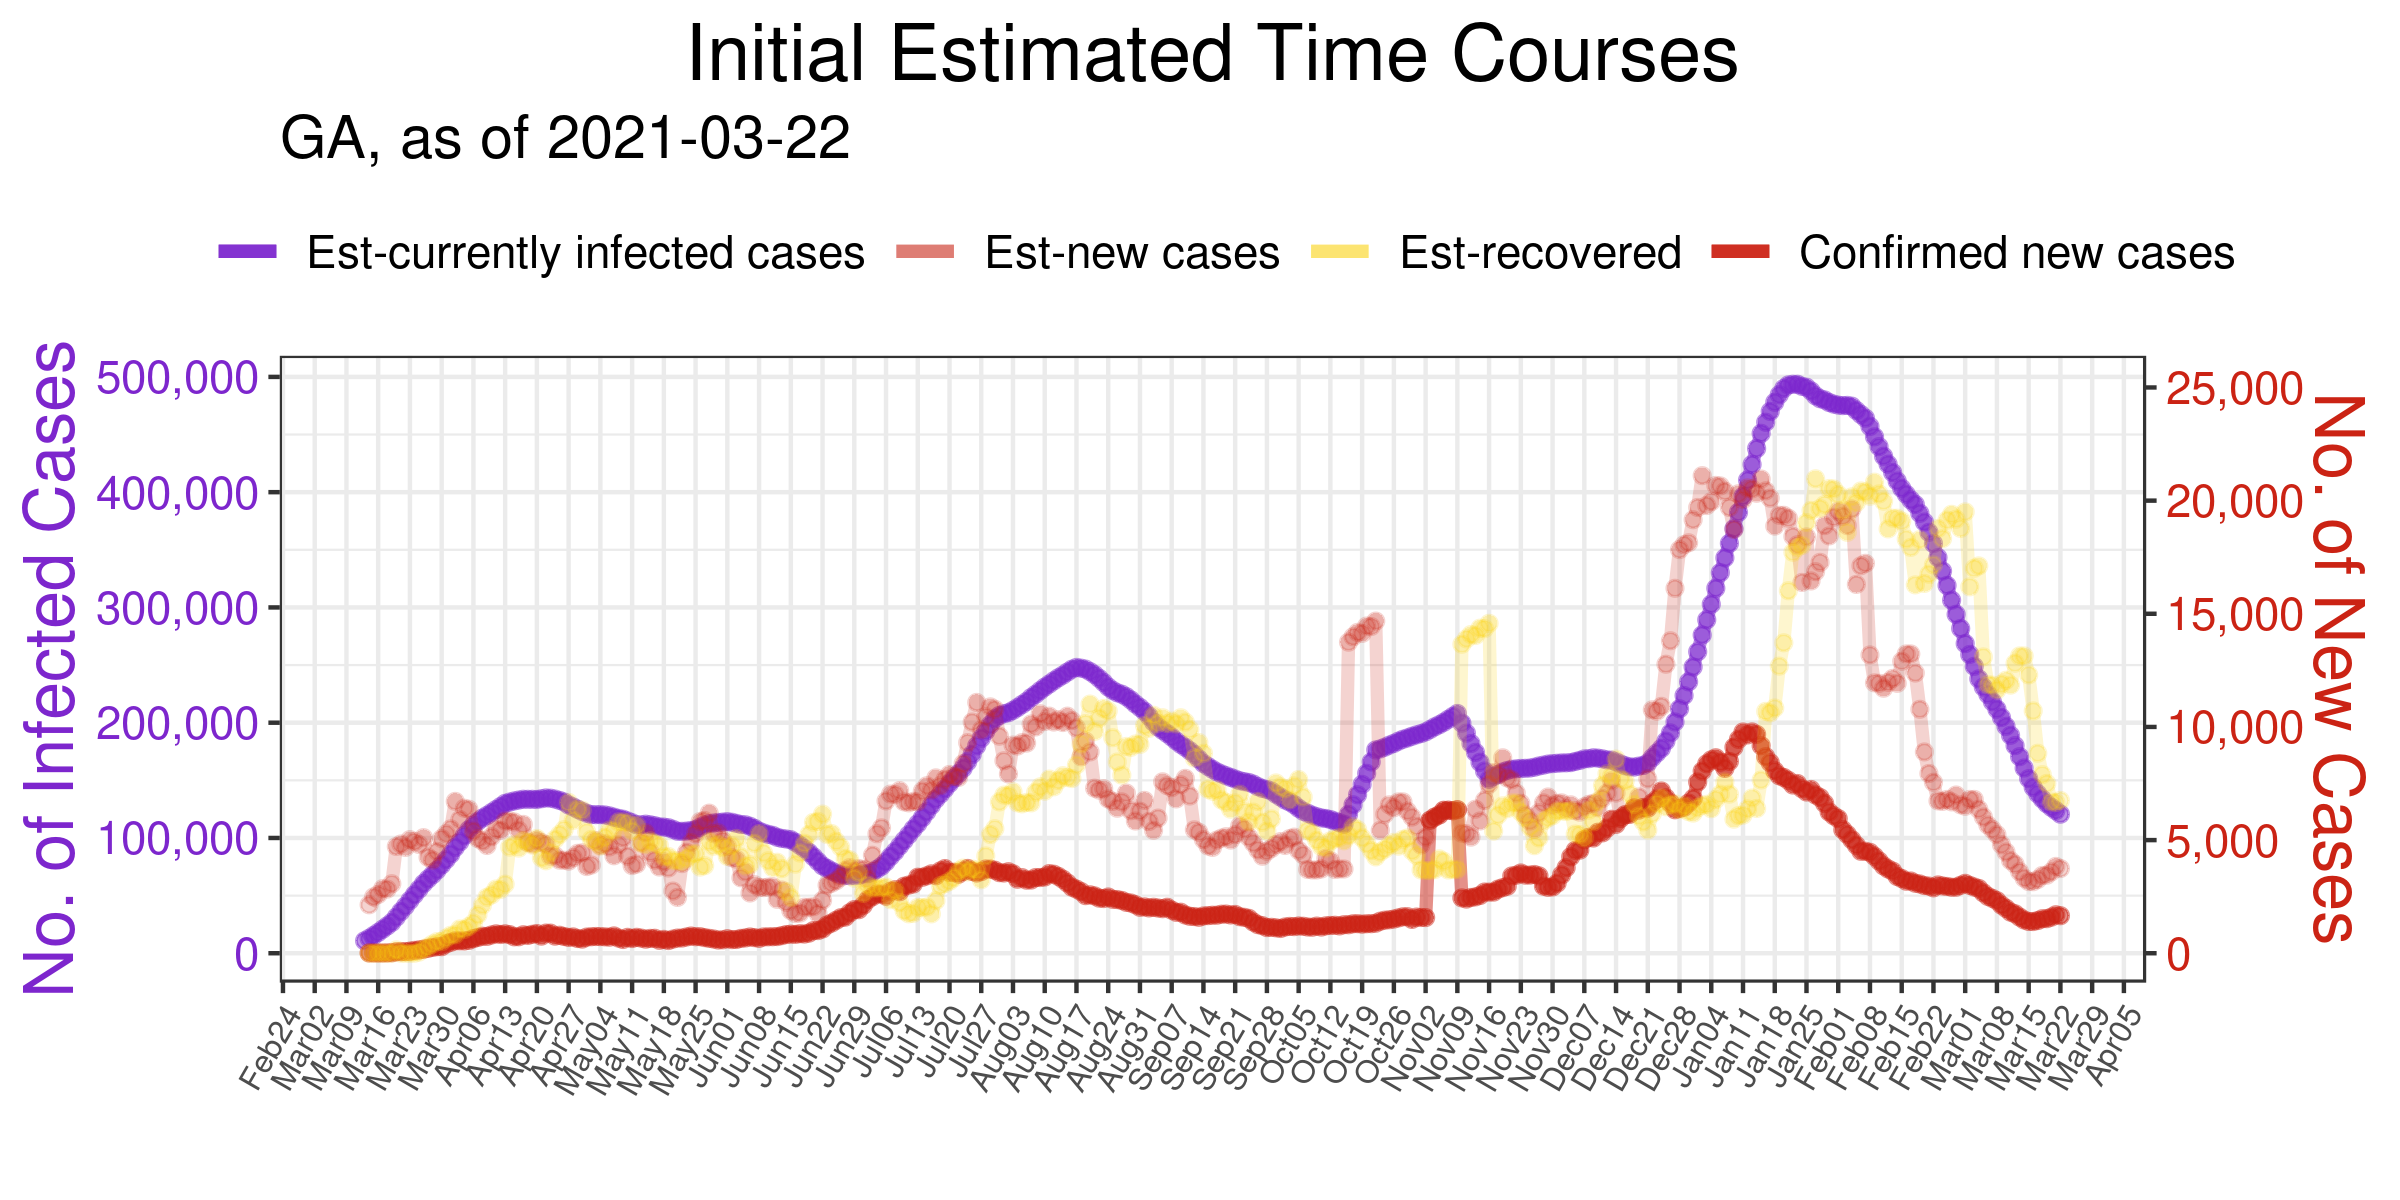 Initial Estimated Time Courses
GA, as of 2021-03-22
Est-currently infected cases Est-new cases Est-recovered Confirmed new cases
No. of Infected Cases
500,000
400,000
300,000
200,000
100,000
0
25,000
20,000
15,000
10,000
5,000
0
No. of New Cases
Feb24 Mar02 Mar09 Mar16 Mar23 Mar30 Apr06 Apr13 Apr20 Apr27 May04 May11 May18 May25 Jun01 Jun08 Jun15 Jun22 Jun29 Jul06 Jul13 Jul20 Jul27 Aug03 Aug10 Aug17 Aug24 Aug31 Sep07 Sep14 Sep21 Sep28 Oct05 Oct12 Oct19 Oct26 Nov02 Nov09 Nov16 Nov23 Nov30 Dec07 Dec14 Dec21 Dec28 Jan04 Jan11 Jan18 Jan25 Feb01 Feb08 Feb15 Feb22 Mar01 Mar08 Mar15 Mar22 Mar29 Apr05